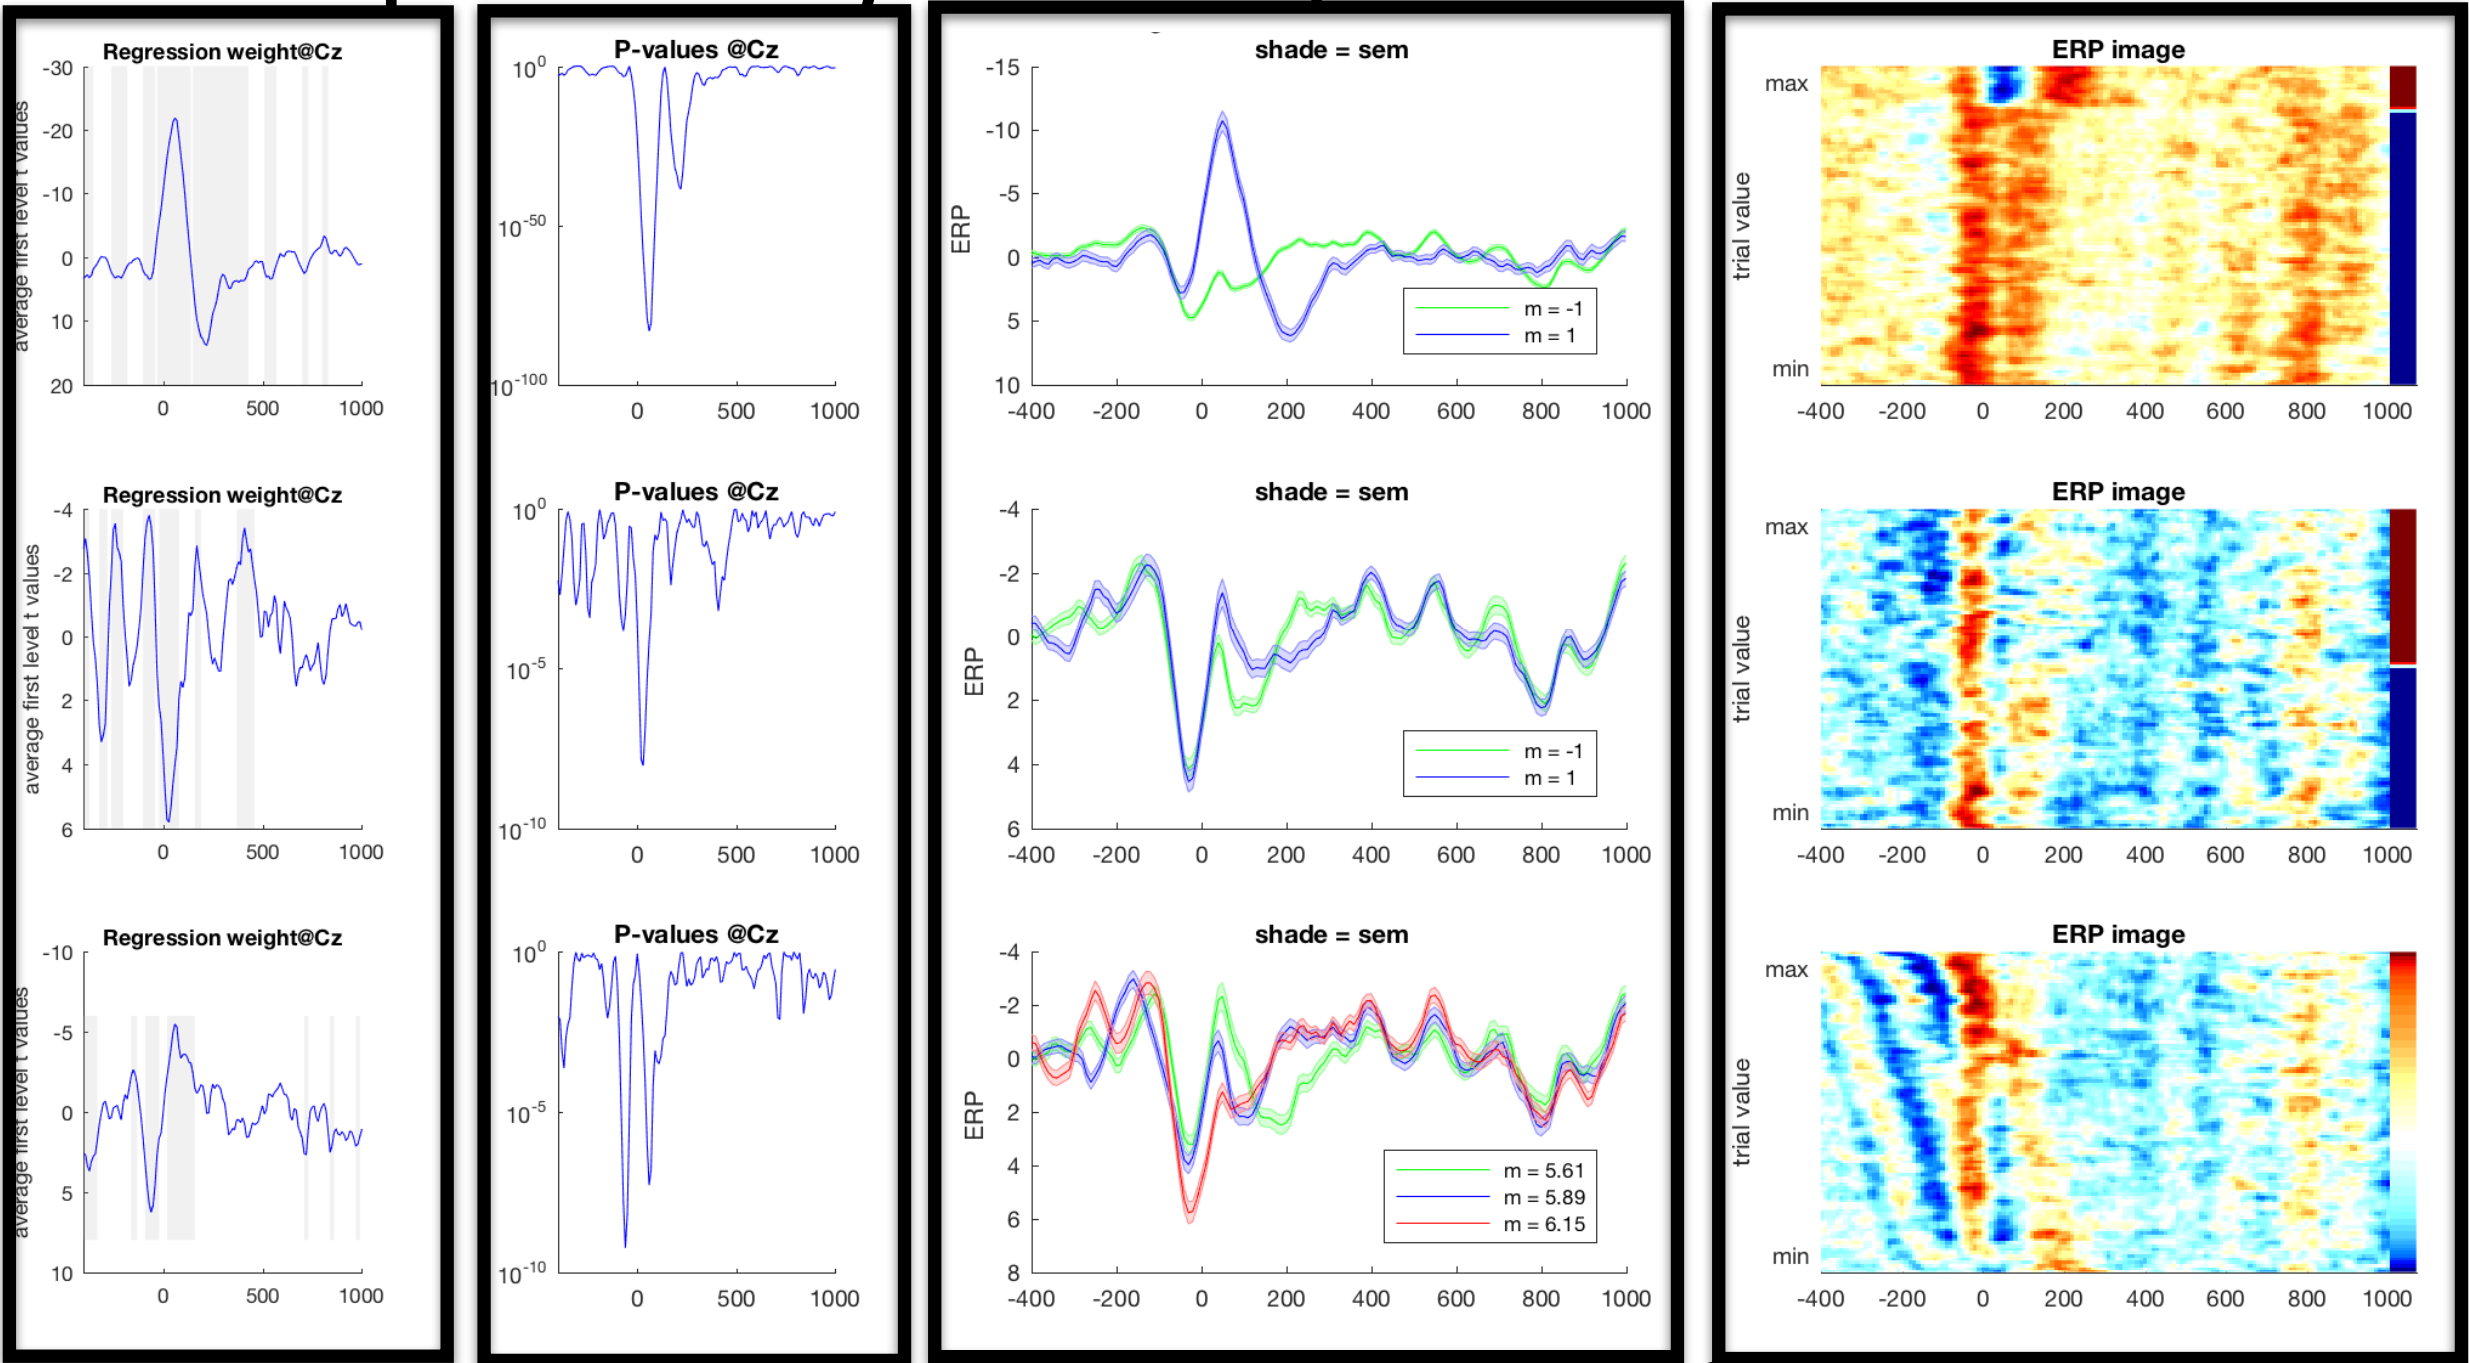 Regression weight@Cz
average first level t values
-30
-20
-10
0
10
20
0 500 1000
P-values @Cz
10^0
10^-50
10^-100
0 500 1000
shade = sem
ERP
-15
-10
-5
0
5
10
m = -1
m = 1
-400 -200 0 200 400 600 800 1000
ERP image
trial value
max
min
-400 -200 0 200 400 600 800 1000
Regression weight@Cz
average first level t values
-4
-2
0
2
4
6
0 500 1000
P-values @Cz
10^0
10^-5
10^-10
0 500 1000
shade = sem
ERP
-4
-2
0
2
4
6
m = -1
m = 1
-400 -200 0 200 400 600 800 1000
ERP image
trial value
max
min
-400 -200 0 200 400 600 800 1000
Regression weight@Cz
average first level t values
-10
-5
0
5
10
0 500 1000
P-values @Cz
10^0
10^-5
10^-10
0 500 1000
shade = sem
ERP
-4
-2
0
2
4
6
8
m = 5.61
m = 5.89
m = 6.15
-400 -200 0 200 400 600 800 1000
ERP image
trial value
max
min
-400 -200 0 200 400 600 800 1000